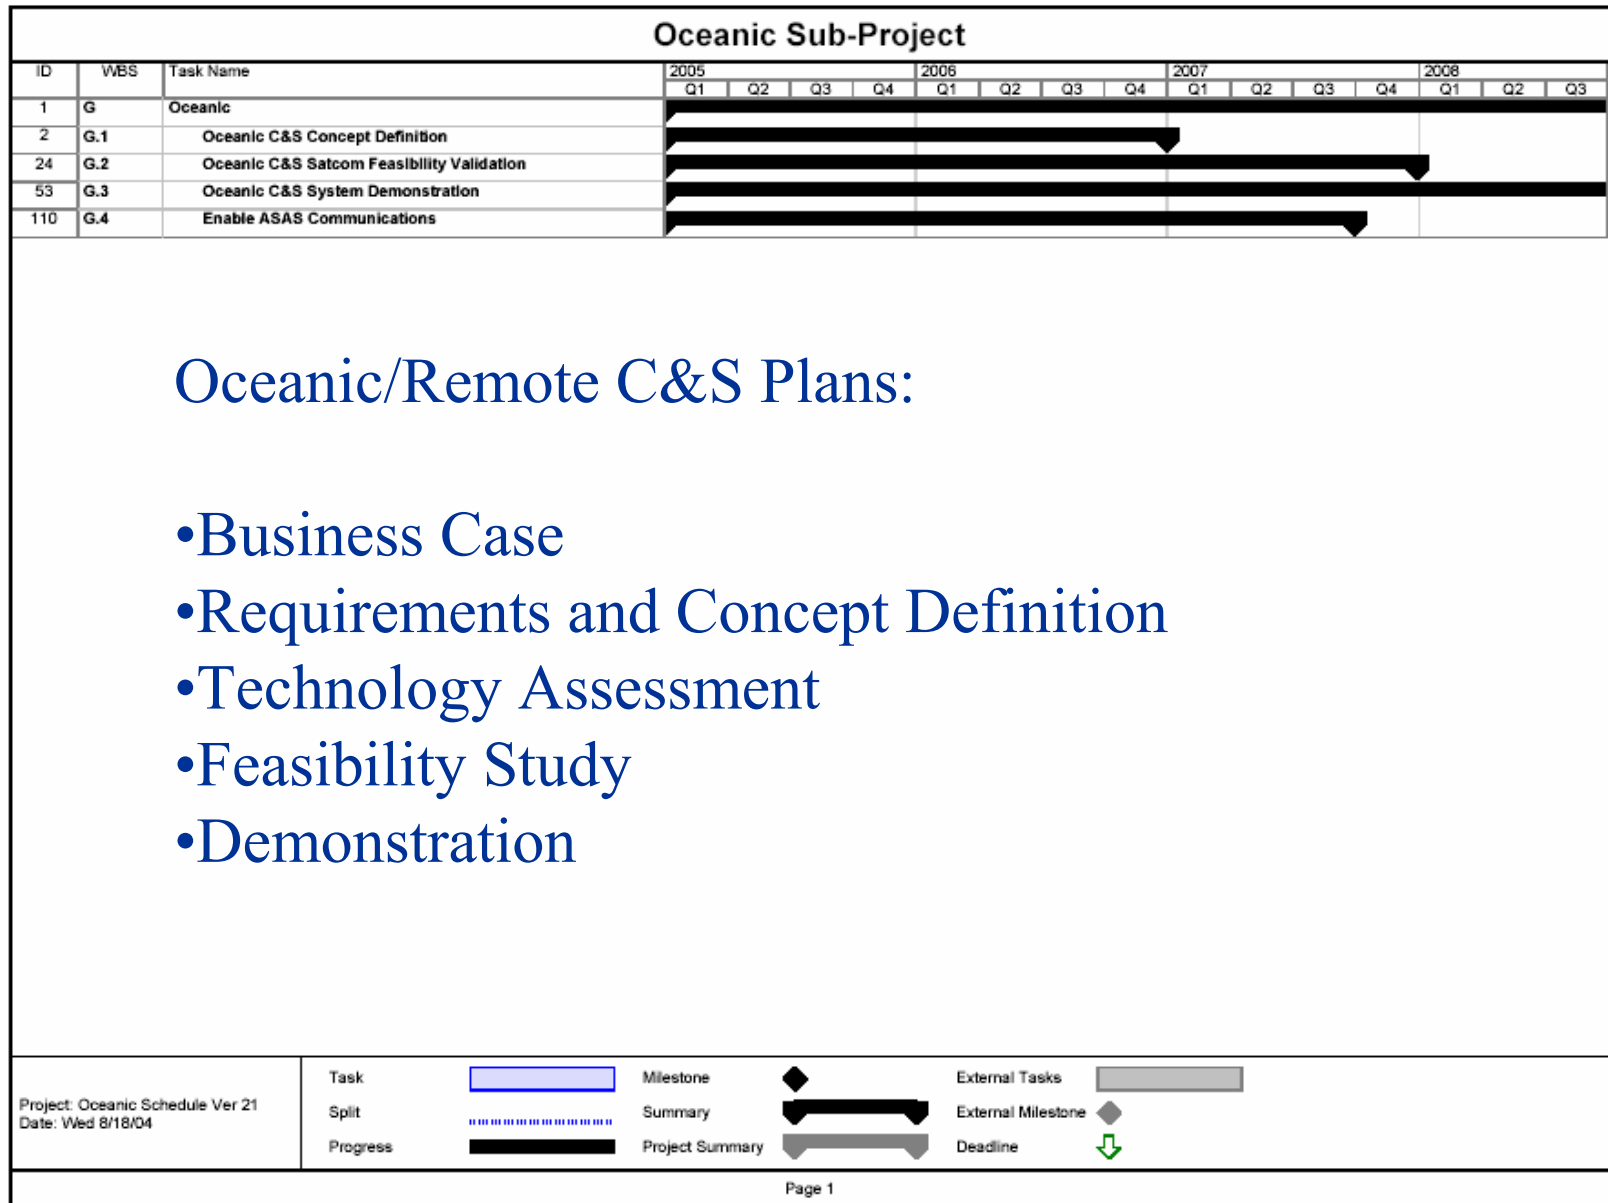 Oceanic Sub-Project
ID WBS Task Name 2005 2006 2007 2008
Q1 Q2 Q3 Q4 Q1 Q2 Q3 Q4 Q1 Q2 Q3 Q4 Q1 Q2 Q3
1 G Oceanic
2 G.1 Oceanic C&S Concept Definition
24 G.2 Oceanic C&S Satcom Feasibility Validation
53 G.3 Oceanic C&S System Demonstration
110 G.4 Enable ASAS Communications
Oceanic/Remote C&S Plans:
•Business Case
•Requirements and Concept Definition
•Technology Assessment
•Feasibility Study
•Demonstration
Project: Oceanic Schedule Ver 21
Date: Wed 8/18/04
Task Milestone External Tasks
Split Summary External Milestone
Progress Project Summary Deadline
Page 1